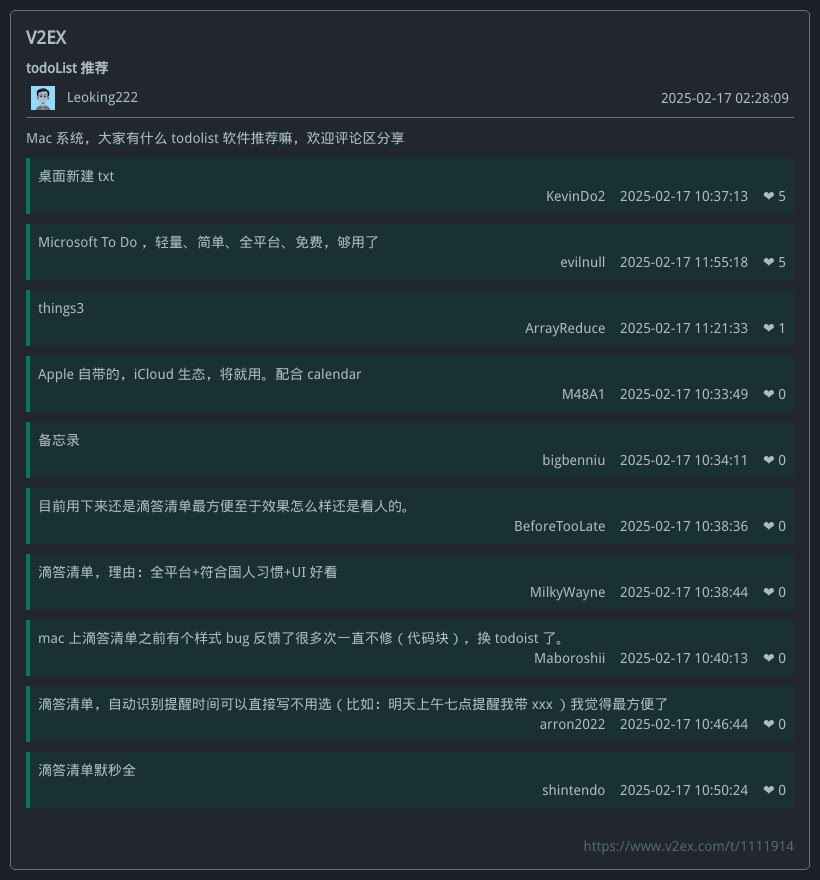 V2EX
todoList 推荐
Leoking222 2025-02-17 02:28:09
Mac 系统，大家有什么 todolist 软件推荐嘛，欢迎评论区分享
桌面新建 txt
KevinDo2 2025-02-17 10:37:13 ❤ 5
Microsoft To Do ，轻量、简单、全平台、免费，够用了
evilnull 2025-02-17 11:55:18 ❤ 5
things3
ArrayReduce 2025-02-17 11:21:33 ❤ 1
Apple 自带的，iCloud 生态，将就用。配合 calendar
M48A1 2025-02-17 10:33:49 ❤ 0
备忘录
bigbenniu 2025-02-17 10:34:11 ❤ 0
目前用下来还是滴答清单最方便至于效果怎么样还是看人的。
BeforeTooLate 2025-02-17 10:38:36 ❤ 0
滴答清单，理由：全平台+符合国人习惯+UI 好看
MilkyWayne 2025-02-17 10:38:44 ❤ 0
mac 上滴答清单之前有个样式 bug 反馈了很多次一直不修（代码块），换 todoist 了。
Maboroshii 2025-02-17 10:40:13 ❤ 0
滴答清单，自动识别提醒时间可以直接写不用选（比如：明天上午七点提醒我带 xxx ）我觉得最方便了
arron2022 2025-02-17 10:46:44 ❤ 0
滴答清单默秒全
shintendo 2025-02-17 10:50:24 ❤ 0
https://www.v2ex.com/t/1111914